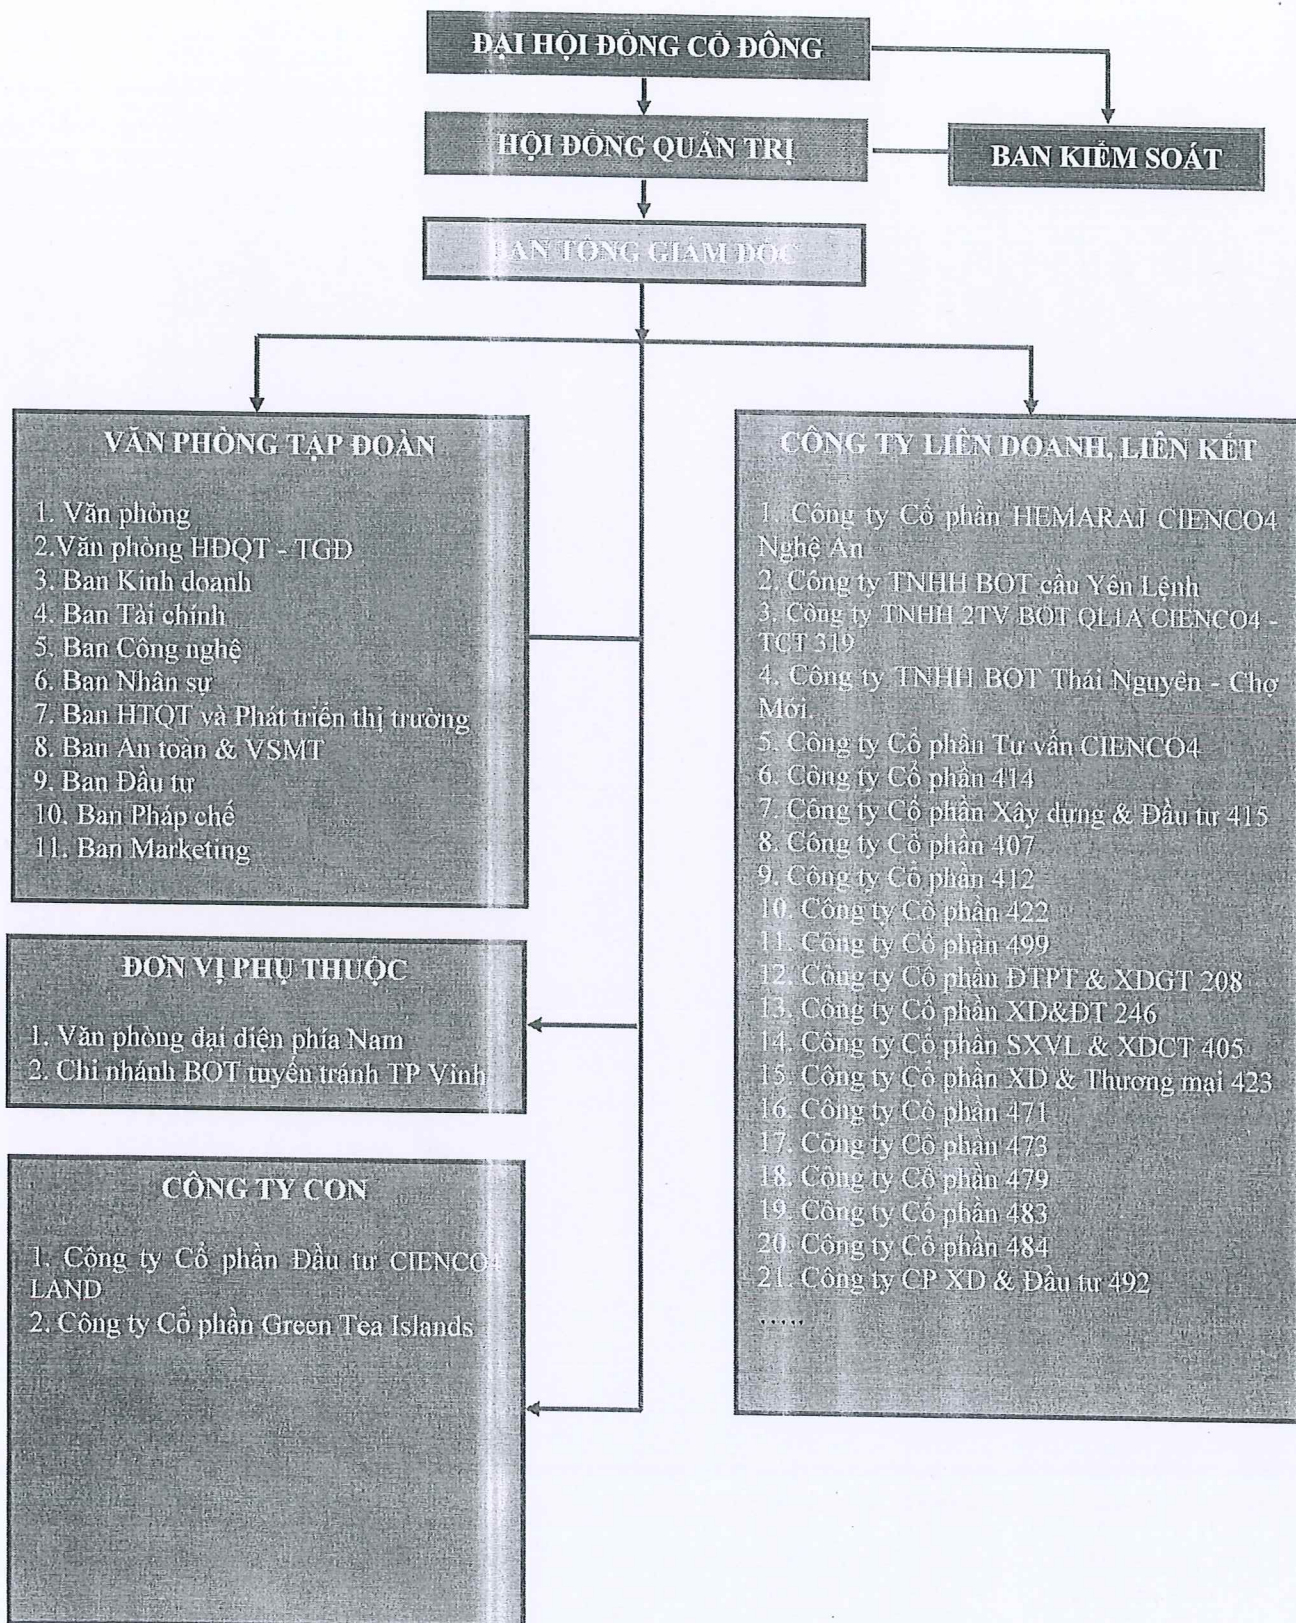 ĐẠI HỘI ĐỒNG CỔ ĐÔNG
HỘI ĐỒNG QUẢN TRỊ
BAN KIỂM SOÁT
BAN TỔNG GIÁM ĐỐC
VĂN PHÒNG TẬP ĐOÀN
1. Văn phòng
2.Văn phòng HĐQT - TGĐ
3. Ban Kinh doanh
4. Ban Tài chính
5. Ban Công nghệ
6. Ban Nhân sự
7. Ban HTQT và Phát triển thị trường
8. Ban An toàn & VSMT
9. Ban Đầu tư
10. Ban Pháp chế
11. Ban Marketing
ĐƠN VỊ PHỤ THUỘC
1. Văn phòng đại diện phía Nam
2. Chi nhánh BOT tuyến tránh TP Vinh
CÔNG TY CON
1. Công ty Cổ phần Đầu tư CIENCO4
LAND
2. Công ty Cổ phần Green Tea Islands
CÔNG TY LIÊN DOANH, LIÊN KẾT
1. Công ty Cổ phần HEMARAJ CIENCO4
Nghệ An
2. Công ty TNHH BOT cầu Yên Lệnh
3. Công ty TNHH 2TV BOT QL1A CIENCO4 -
TCT 319
4. Công ty TNHH BOT Thái Nguyên - Chợ
Mới.
5. Công ty Cổ phần Tư vấn CIENCO4
6. Công ty Cổ phần 414
7. Công ty Cổ phần Xây dựng & Đầu tư 415
8. Công ty Cổ phần 407
9. Công ty Cổ phần 412
10. Công ty Cổ phần 422
11. Công ty Cổ phần 499
12. Công ty Cổ phần ĐTPT & XDGT 208
13. Công ty Cổ phần XD&ĐT 246
14. Công ty Cổ phần SXVL & XDCT 405
15. Công ty Cổ phần XD & Thương mại 423
16. Công ty Cổ phần 471
17. Công ty Cổ phần 473
18. Công ty Cổ phần 479
19. Công ty Cổ phần 483
20. Công ty Cổ phần 484
21. Công ty CP XD & Đầu tư 492
.....